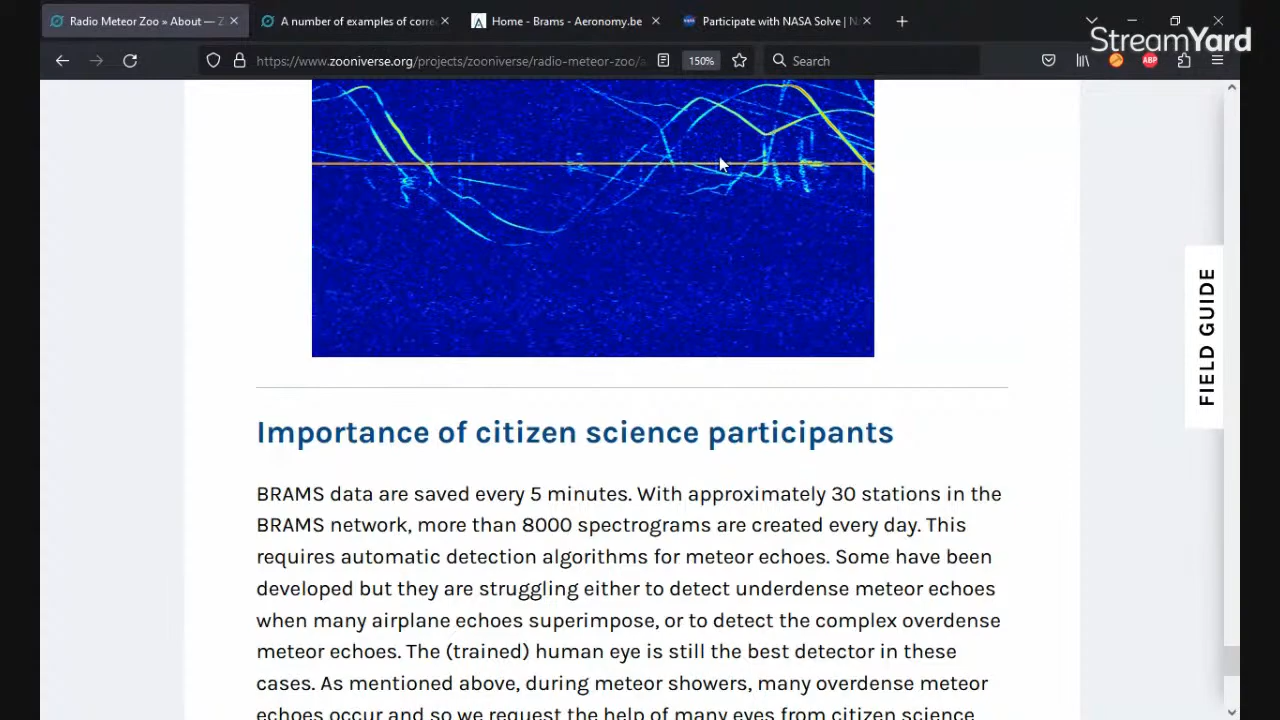 Radio Meteor Zoo » About — Z
A number of examples of corre
Home - Brams - Aeronomy.be
Participate with NASA Solve | N
StreamYard
https://www.zooniverse.org/projects/zooniverse/radio-meteor-zoo/a
150%
Search
ABP
FIELD GUIDE
Importance of citizen science participants
BRAMS data are saved every 5 minutes. With approximately 30 stations in the
BRAMS network, more than 8000 spectrograms are created every day. This
requires automatic detection algorithms for meteor echoes. Some have been
developed but they are struggling either to detect underdense meteor echoes
when many airplane echoes superimpose, or to detect the complex overdense
meteor echoes. The (trained) human eye is still the best detector in these
cases. As mentioned above, during meteor showers, many overdense meteor
echoes occur and so we request the help of many eyes from citizen science